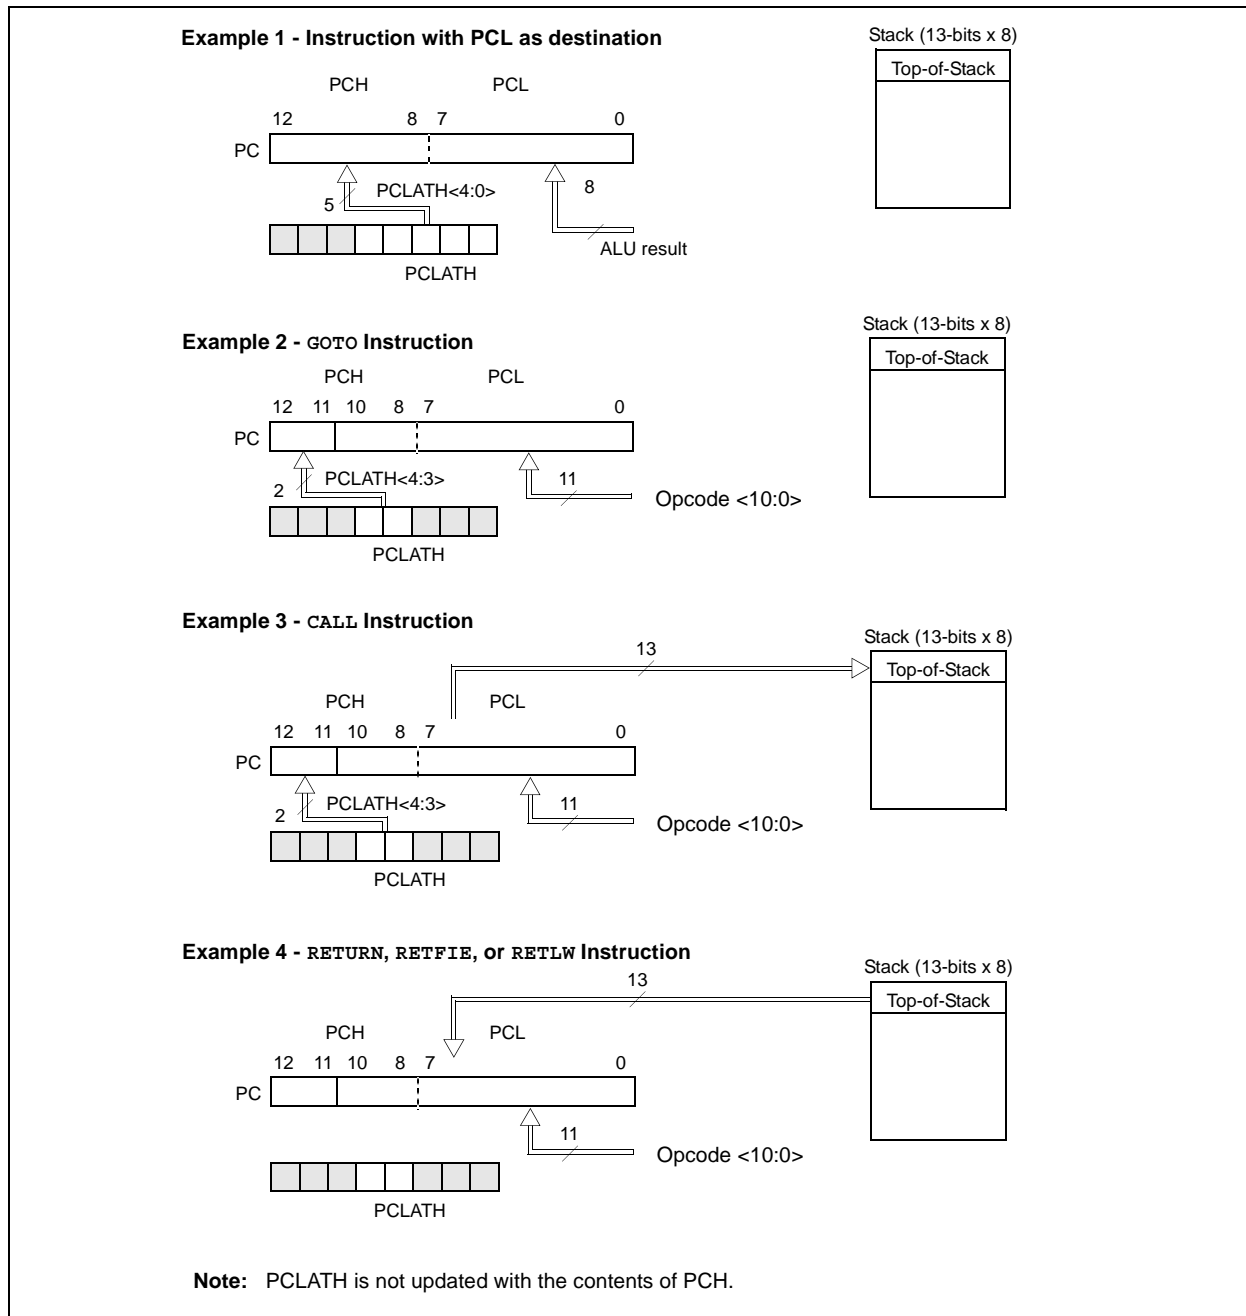 Example 1 - Instruction with PCL as destination
Stack (13-bits x 8)
Top-of-Stack
PCH PCL
12 8 7 0
PC
5 PCLATH<4:0> 8
ALU result
PCLATH
Example 2 - GOTO Instruction
Stack (13-bits x 8)
Top-of-Stack
PCH PCL
12 11 10 8 7 0
PC
2 PCLATH<4:3> 11
Opcode <10:0>
PCLATH
Example 3 - CALL Instruction
Stack (13-bits x 8)
13
Top-of-Stack
PCH PCL
12 11 10 8 7 0
PC
2 PCLATH<4:3> 11
Opcode <10:0>
PCLATH
Example 4 - RETURN, RETFIE, or RETLW Instruction
Stack (13-bits x 8)
13
Top-of-Stack
PCH PCL
12 11 10 8 7 0
PC
11
Opcode <10:0>
PCLATH
Note: PCLATH is not updated with the contents of PCH.